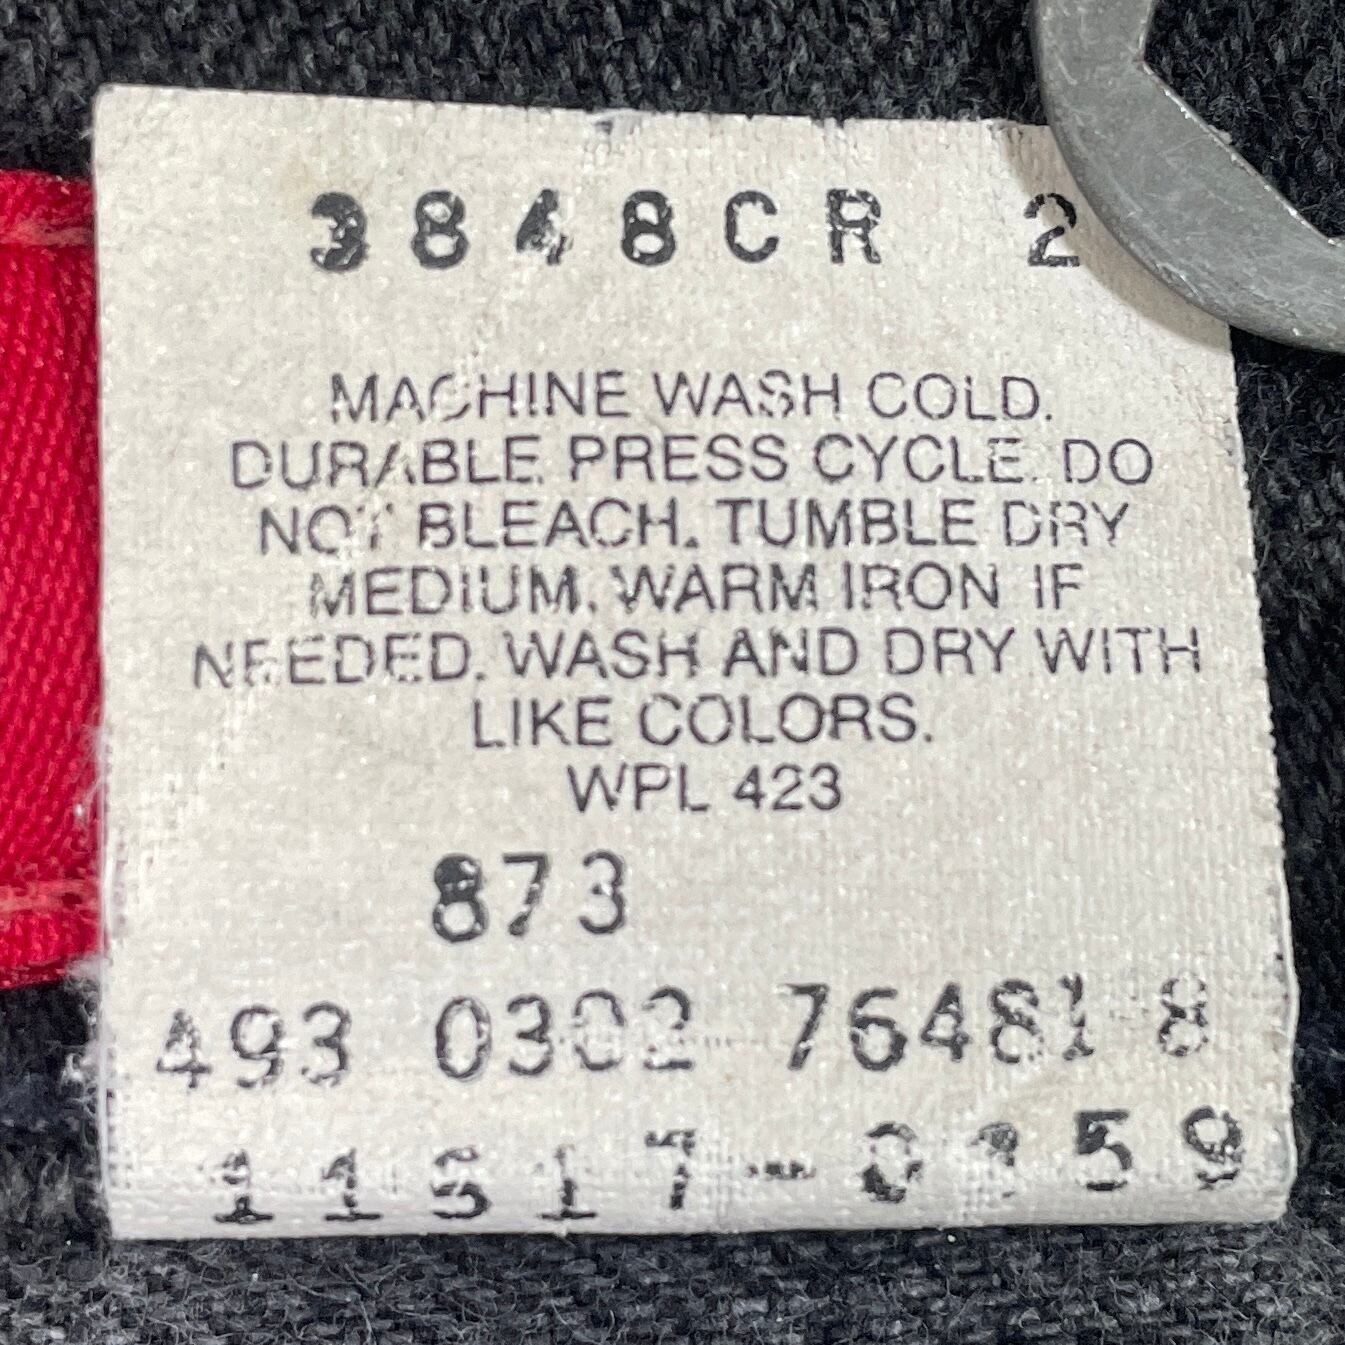 3848CR 2
MACHINE WASH COLD.
DURABLE PRESS CYCLE. DO
NOT BLEACH. TUMBLE DRY
MEDIUM. WARM IRON IF
NEEDED. WASH AND DRY WITH
LIKE COLORS.
WPL 423
873
493 0302 76481 8